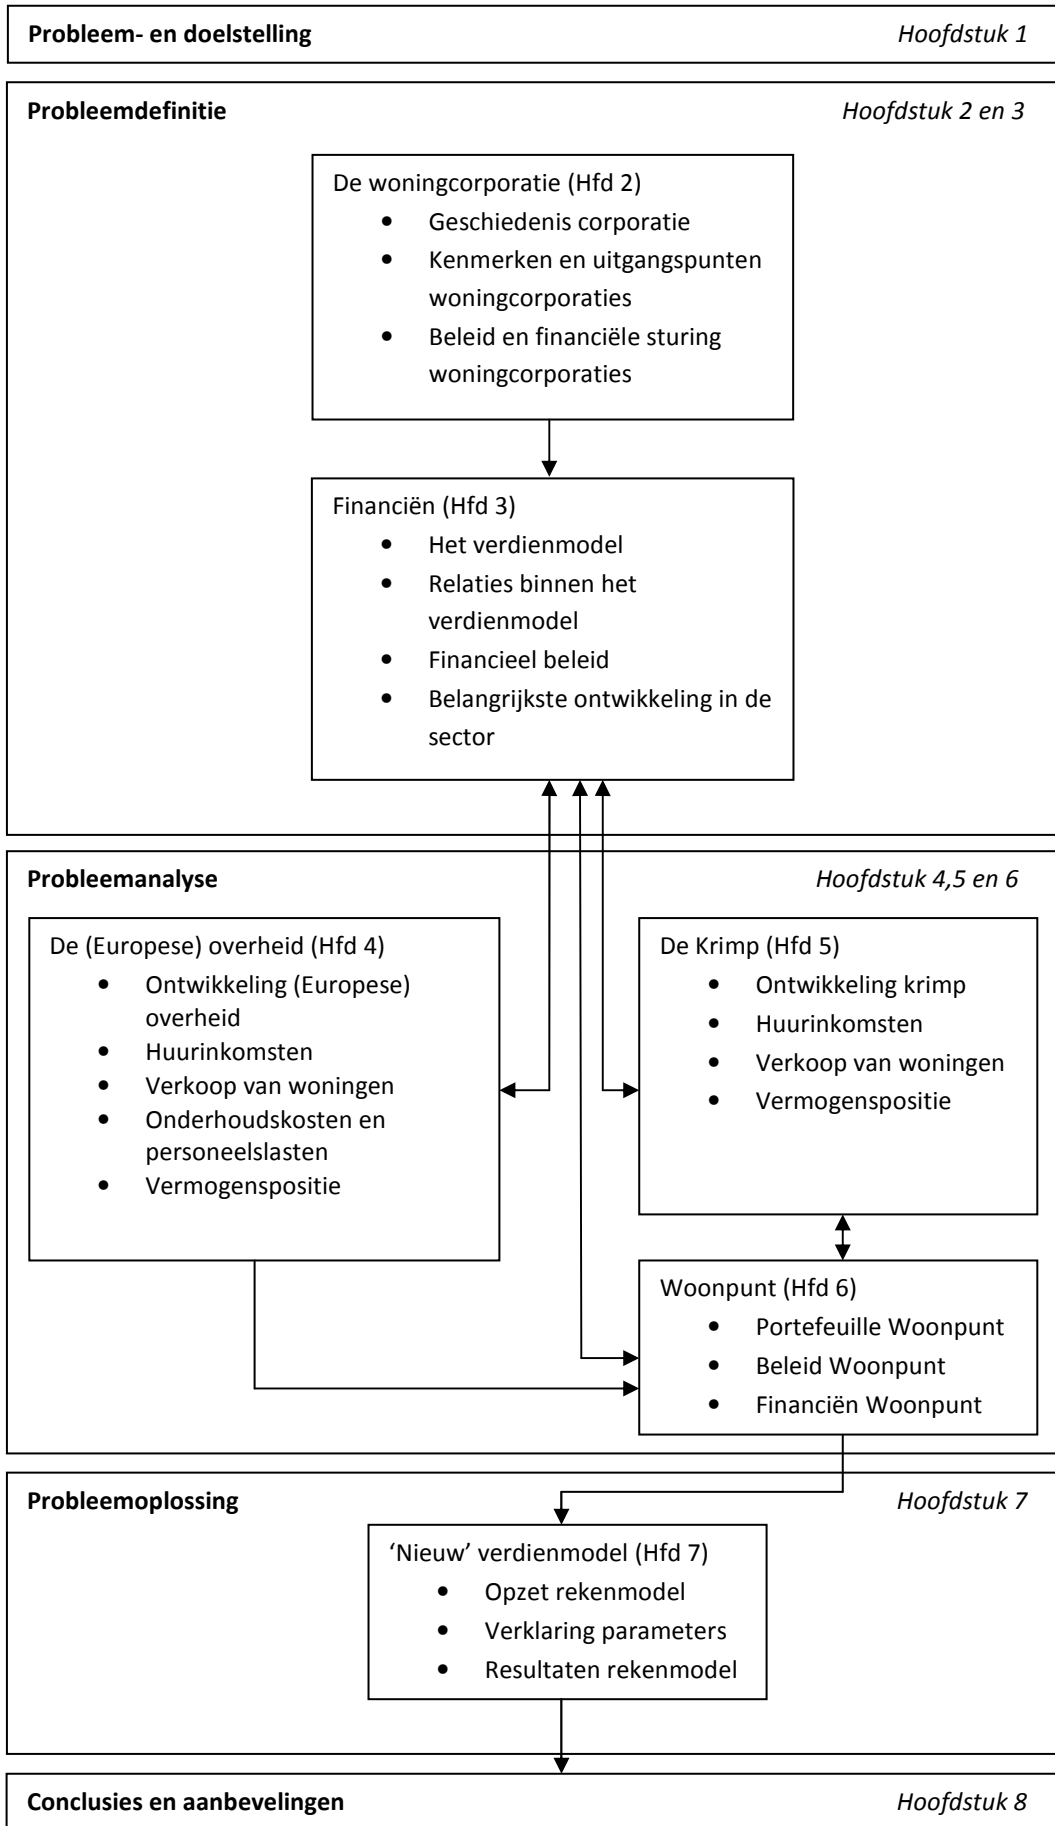 Probleem- en doelstelling Hoofdstuk 1
Probleemdefinitie Hoofdstuk 2 en 3
De woningcorporatie (Hfd 2)
• Geschiedenis corporatie
• Kenmerken en uitgangspunten
woningcorporaties
• Beleid en financiële sturing
woningcorporaties
Financiën (Hfd 3)
• Het verdienmodel
• Relaties binnen het
verdienmodel
• Financieel beleid
• Belangrijkste ontwikkeling in de
sector
Probleemanalyse Hoofdstuk 4,5 en 6
De (Europese) overheid (Hfd 4)
• Ontwikkeling (Europese)
overheid
• Huurinkomsten
• Verkoop van woningen
• Onderhoudskosten en
personeelslasten
• Vermogenspositie
De Krimp (Hfd 5)
• Ontwikkeling krimp
• Huurinkomsten
• Verkoop van woningen
• Vermogenspositie
Woonpunt (Hfd 6)
• Portefeuille Woonpunt
• Beleid Woonpunt
• Financiën Woonpunt
Probleemoplossing Hoofdstuk 7
‘Nieuw’ verdienmodel (Hfd 7)
• Opzet rekenmodel
• Verklaring parameters
• Resultaten rekenmodel
Conclusies en aanbevelingen Hoofdstuk 8